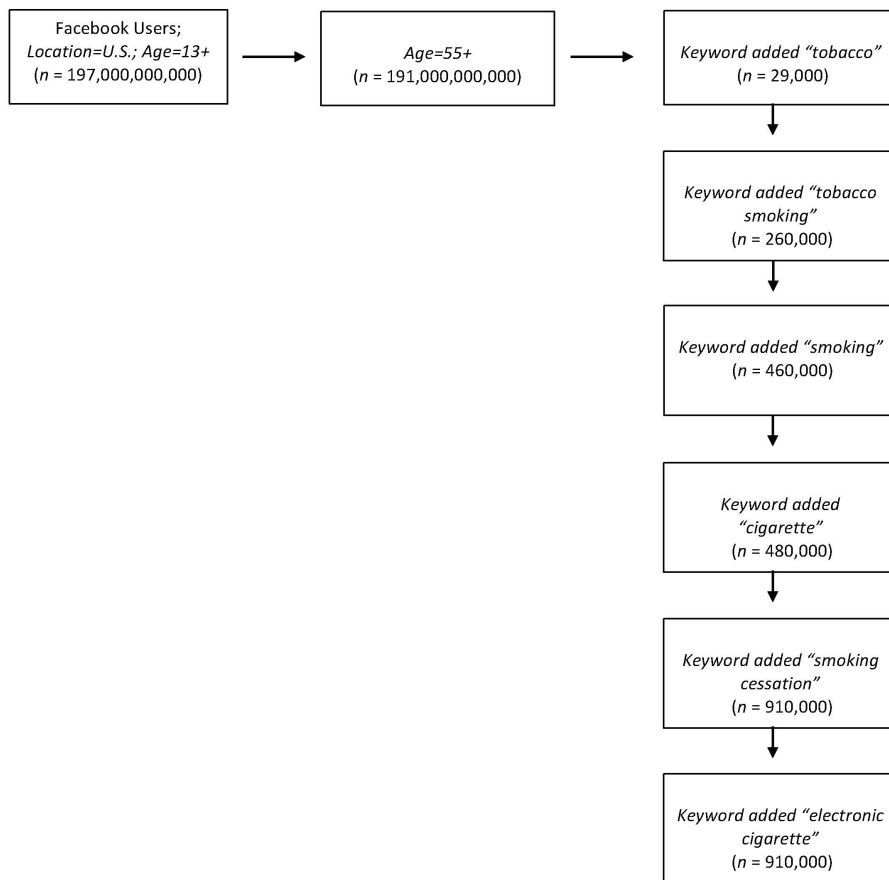 Facebook Users;
Location=U.S.; Age=13+
(n = 197,000,000,000)
Age=55+
(n = 191,000,000,000)
Keyword added “tobacco”
(n = 29,000)
Keyword added “tobacco
smoking”
(n = 260,000)
Keyword added “smoking”
(n = 460,000)
Keyword added
“cigarette”
(n = 480,000)
Keyword added “smoking
cessation”
(n = 910,000)
Keyword added “electronic
cigarette”
(n = 910,000)